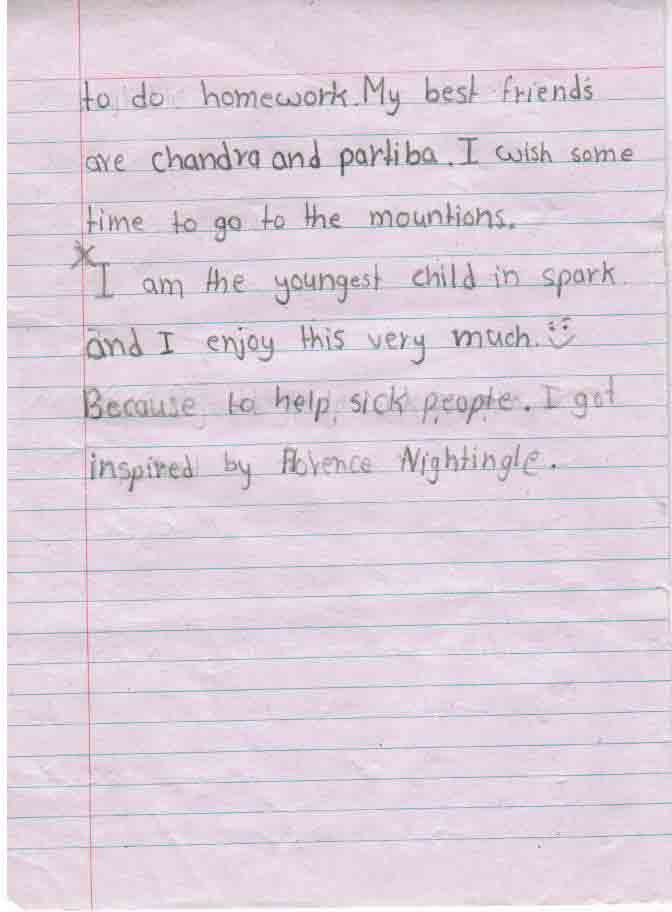 to do homework. My best friends
are chandra and partiba. I wish some
time to go to the mountions.
X
I am the youngest child in spark
and I enjoy this very much.
Because to help sick people. I got
inspired by Florence Nightingle.